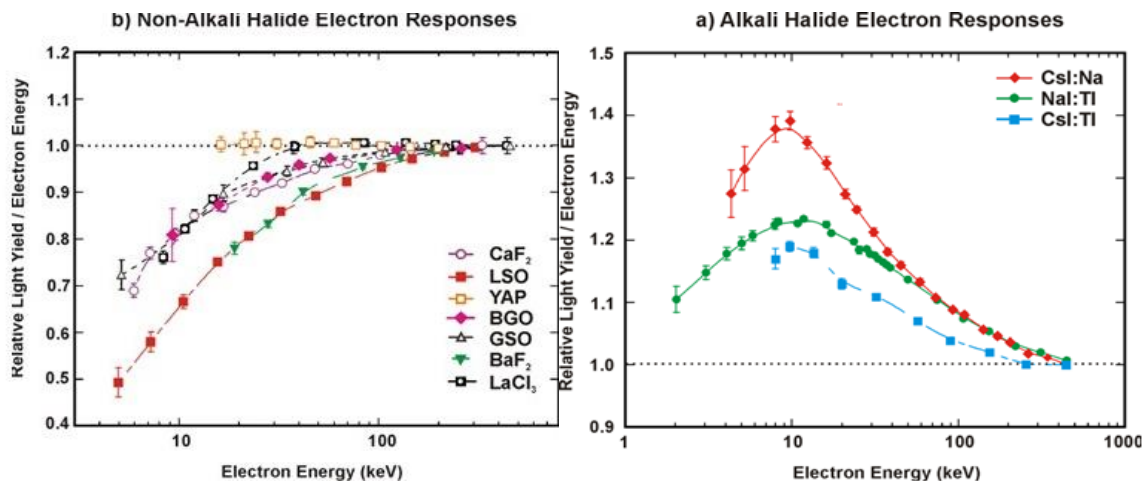 b) Non-Alkali Halide Electron Responses
1.2
1.1
1.0
0.9
0.8
0.7
0.6
0.5
0.4
Relative Light Yield / Electron Energy
CaF₂
LSO
YAP
BGO
GSO
BaF₂
LaCl₃
10
100
Electron Energy (keV)
a) Alkali Halide Electron Responses
1.5
1.4
1.3
1.2
1.1
1.0
0.9
Relative Light Yield / Electron Energy
CsI:Na
NaI:Tl
CsI:Tl
1
10
100
1000
Electron Energy (keV)